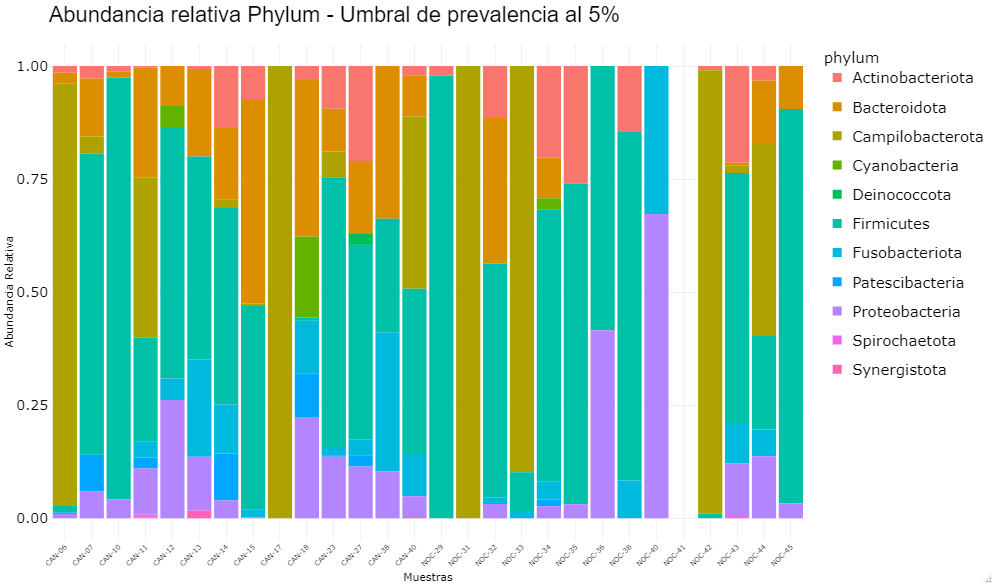 Abundancia relativa Phylum - Umbral de prevalencia al 5%
phylum
Actinobacteriota
Bacteroidota
Campilobacterota
Cyanobacteria
Deinococcota
Firmicutes
Fusobacteriota
Patescibacteria
Proteobacteria
Spirochaetota
Synergistota
Abundancia Relativa
1.00
0.75
0.50
0.25
0.00
CAN-06 CAN-07 CAN-10 CAN-11 CAN-12 CAN-13 CAN-14 CAN-15 CAN-17 CAN-18 CAN-23 CAN-27 CAN-38 CAN-40 NOC-29 NOC-31 NOC-32 NOC-33 NOC-34 NOC-35 NOC-36 NOC-38 NOC-40 NOC-41 NOC-42 NOC-43 NOC-44 NOC-45
Muestras